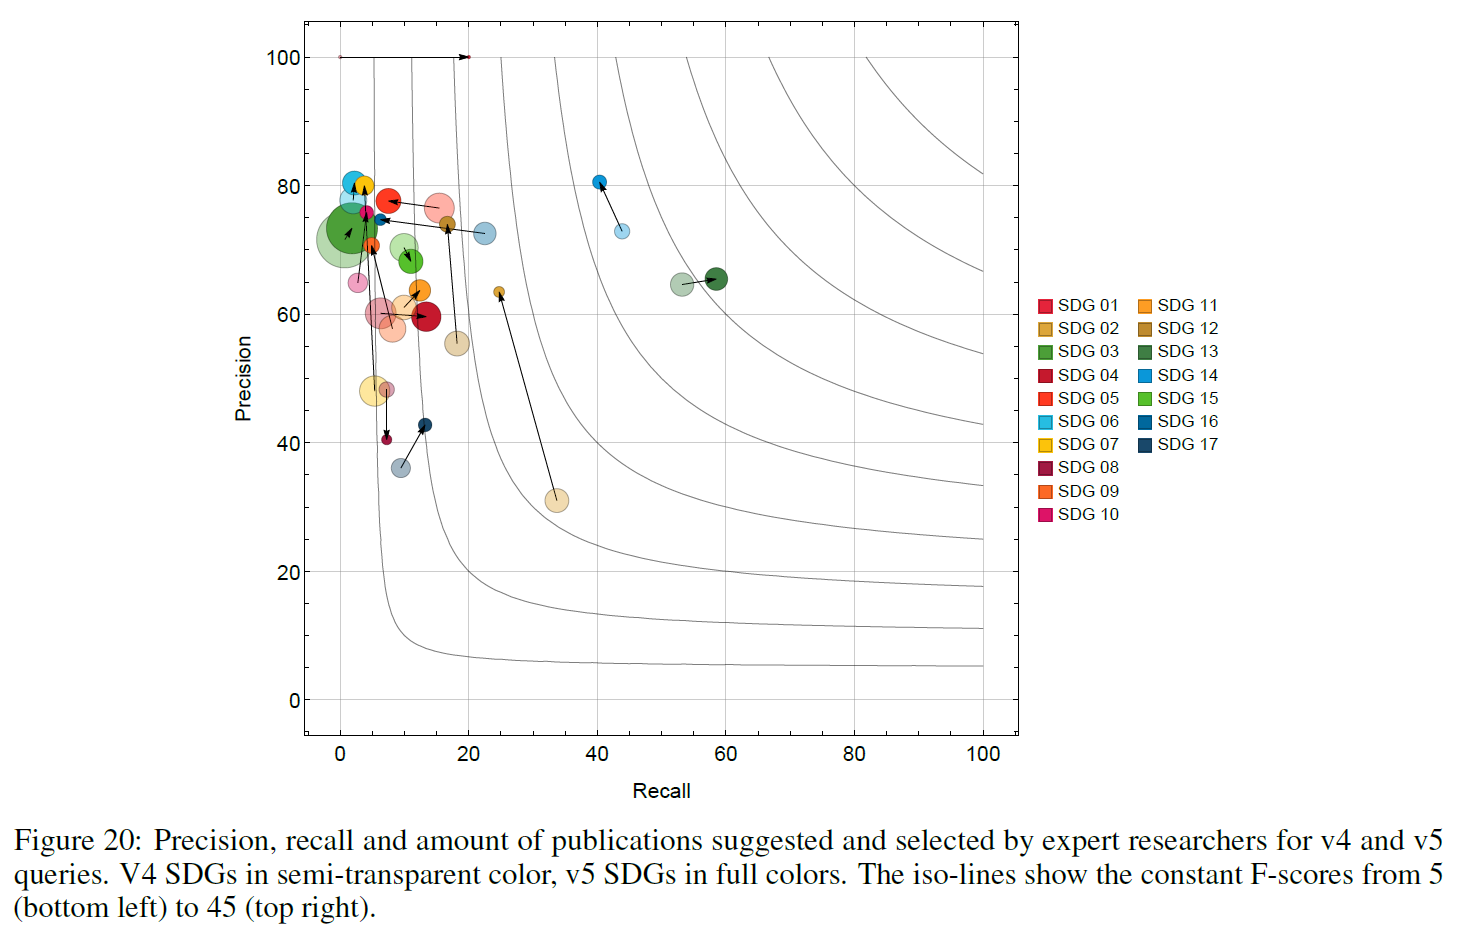 100
80
60
40
20
0
Precision
0 20 40 60 80 100
Recall
SDG 01
SDG 02
SDG 03
SDG 04
SDG 05
SDG 06
SDG 07
SDG 08
SDG 09
SDG 10
SDG 11
SDG 12
SDG 13
SDG 14
SDG 15
SDG 16
SDG 17
Figure 20: Precision, recall and amount of publications suggested and selected by expert researchers for v4 and v5
queries. V4 SDGs in semi-transparent color, v5 SDGs in full colors. The iso-lines show the constant F-scores from 5
(bottom left) to 45 (top right).